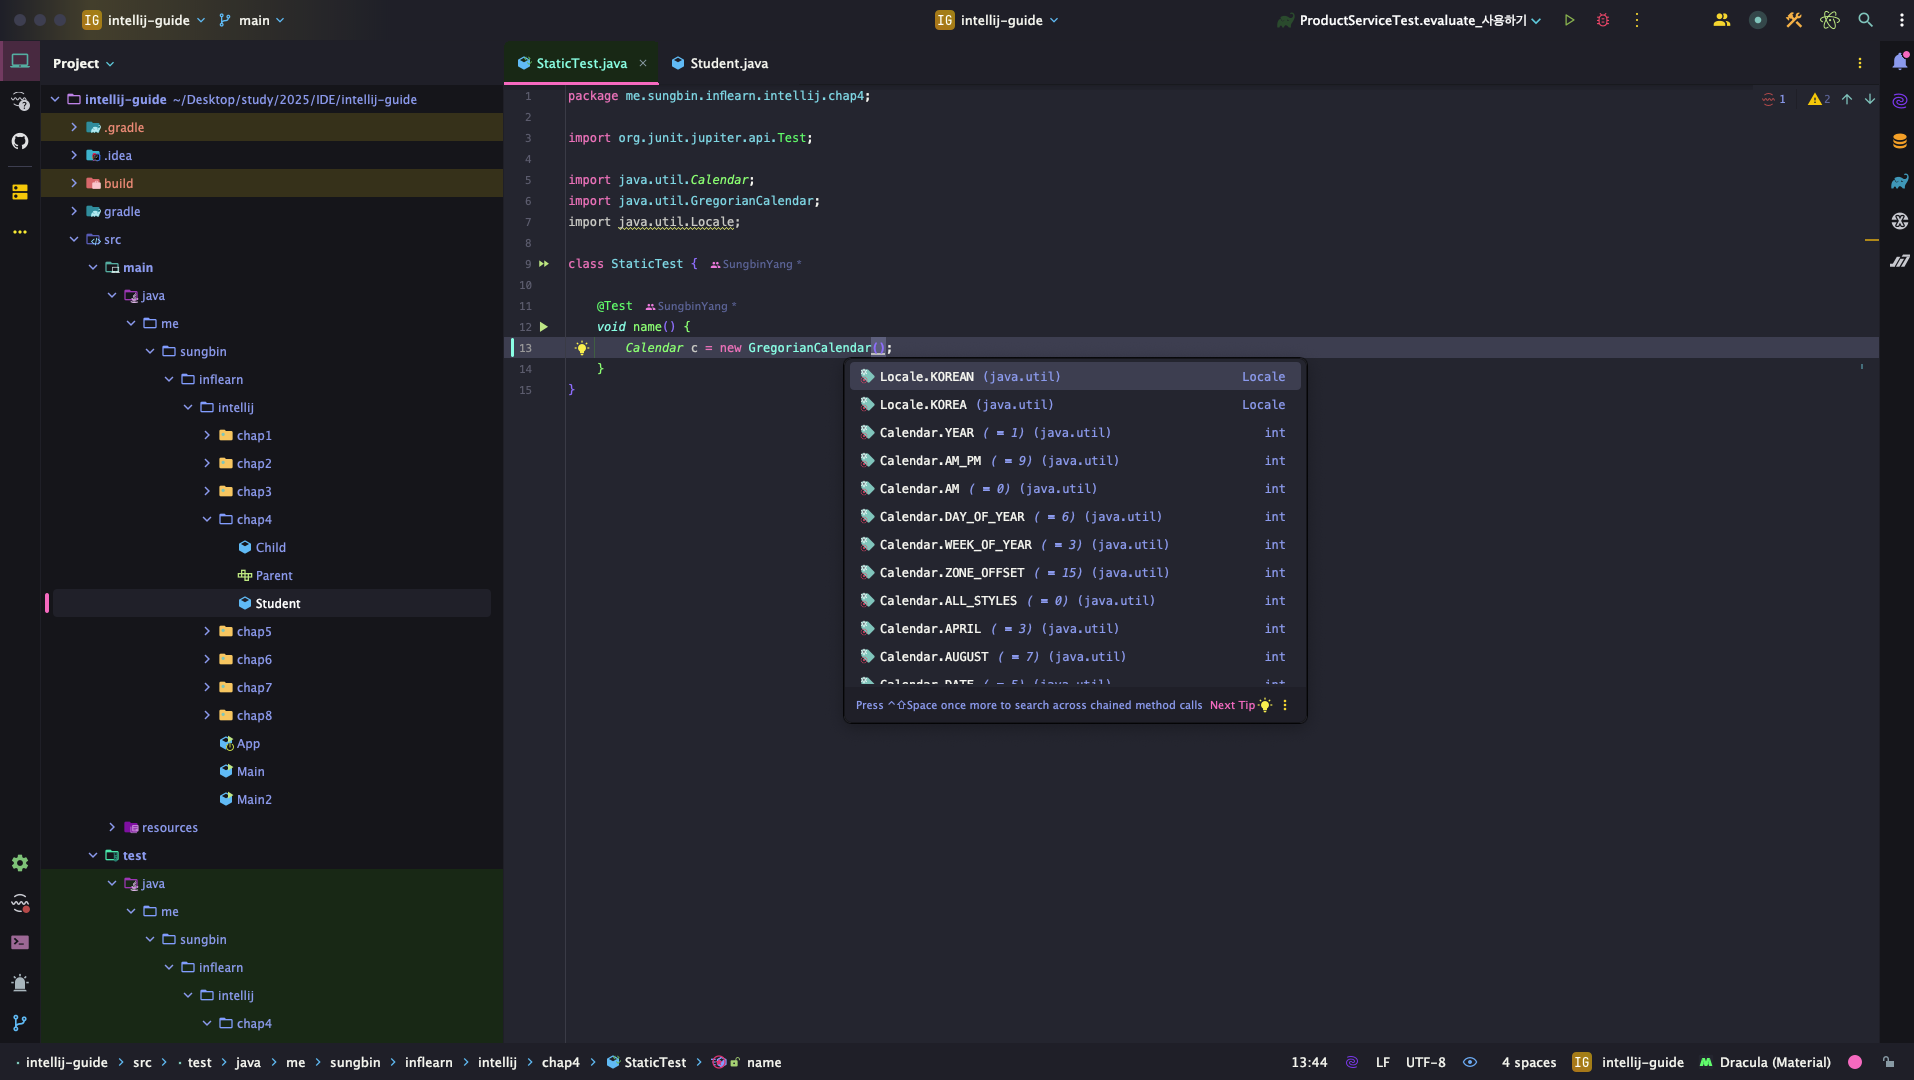 IG intellij-guide main
IG intellij-guide
ProductServiceTest.evaluate_사용하기
Project
intellij-guide ~/Desktop/study/2025/IDE/intellij-guide
.gradle
.idea
build
gradle
src
main
java
me
sungbin
inflearn
intellij
chap1
chap2
chap3
chap4
Child
Parent
Student
chap5
chap6
chap7
chap8
App
Main
Main2
resources
test
java
me
sungbin
inflearn
intellij
chap4
StaticTest.java × Student.java
1 2
1 package me.sungbin.inflearn.intellij.chap4;
2
3 import org.junit.jupiter.api.Test;
4
5 import java.util.Calendar;
6 import java.util.GregorianCalendar;
7 import java.util.Locale;
8
9 class StaticTest { SungbinYang *
10
11 @Test SungbinYang *
12 void name() {
13 Calendar c = new GregorianCalendar();
14 }
15 }
Locale.KOREAN (java.util) Locale
Locale.KOREA (java.util) Locale
Calendar.YEAR ( = 1) (java.util) int
Calendar.AM_PM ( = 9) (java.util) int
Calendar.AM ( = 0) (java.util) int
Calendar.DAY_OF_YEAR ( = 6) (java.util) int
Calendar.WEEK_OF_YEAR ( = 3) (java.util) int
Calendar.ZONE_OFFSET ( = 15) (java.util) int
Calendar.ALL_STYLES ( = 0) (java.util) int
Calendar.APRIL ( = 3) (java.util) int
Calendar.AUGUST ( = 7) (java.util) int
Calendar.DATE ( = 5) (java.util) int
Press ^⇧Space once more to search across chained method calls Next Tip
intellij-guide > src > test > java > me > sungbin > inflearn > intellij > chap4 > StaticTest > name
13:44 LF UTF-8 4 spaces IG intellij-guide Dracula (Material)